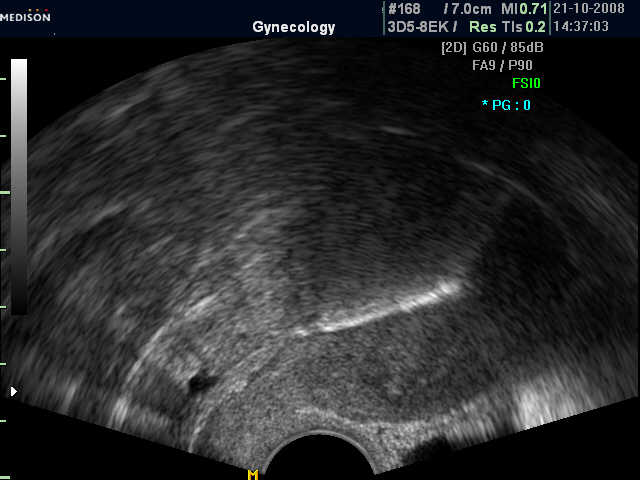 MEDISON
Gynecology
#168 / 7.0cm MI 0.71 21-10-2008
3D5-8EK / Res TIs 0.2 14:37:03
[2D] G60 / 85dB
FA9 / P90
FSI0
* PG : 0
M